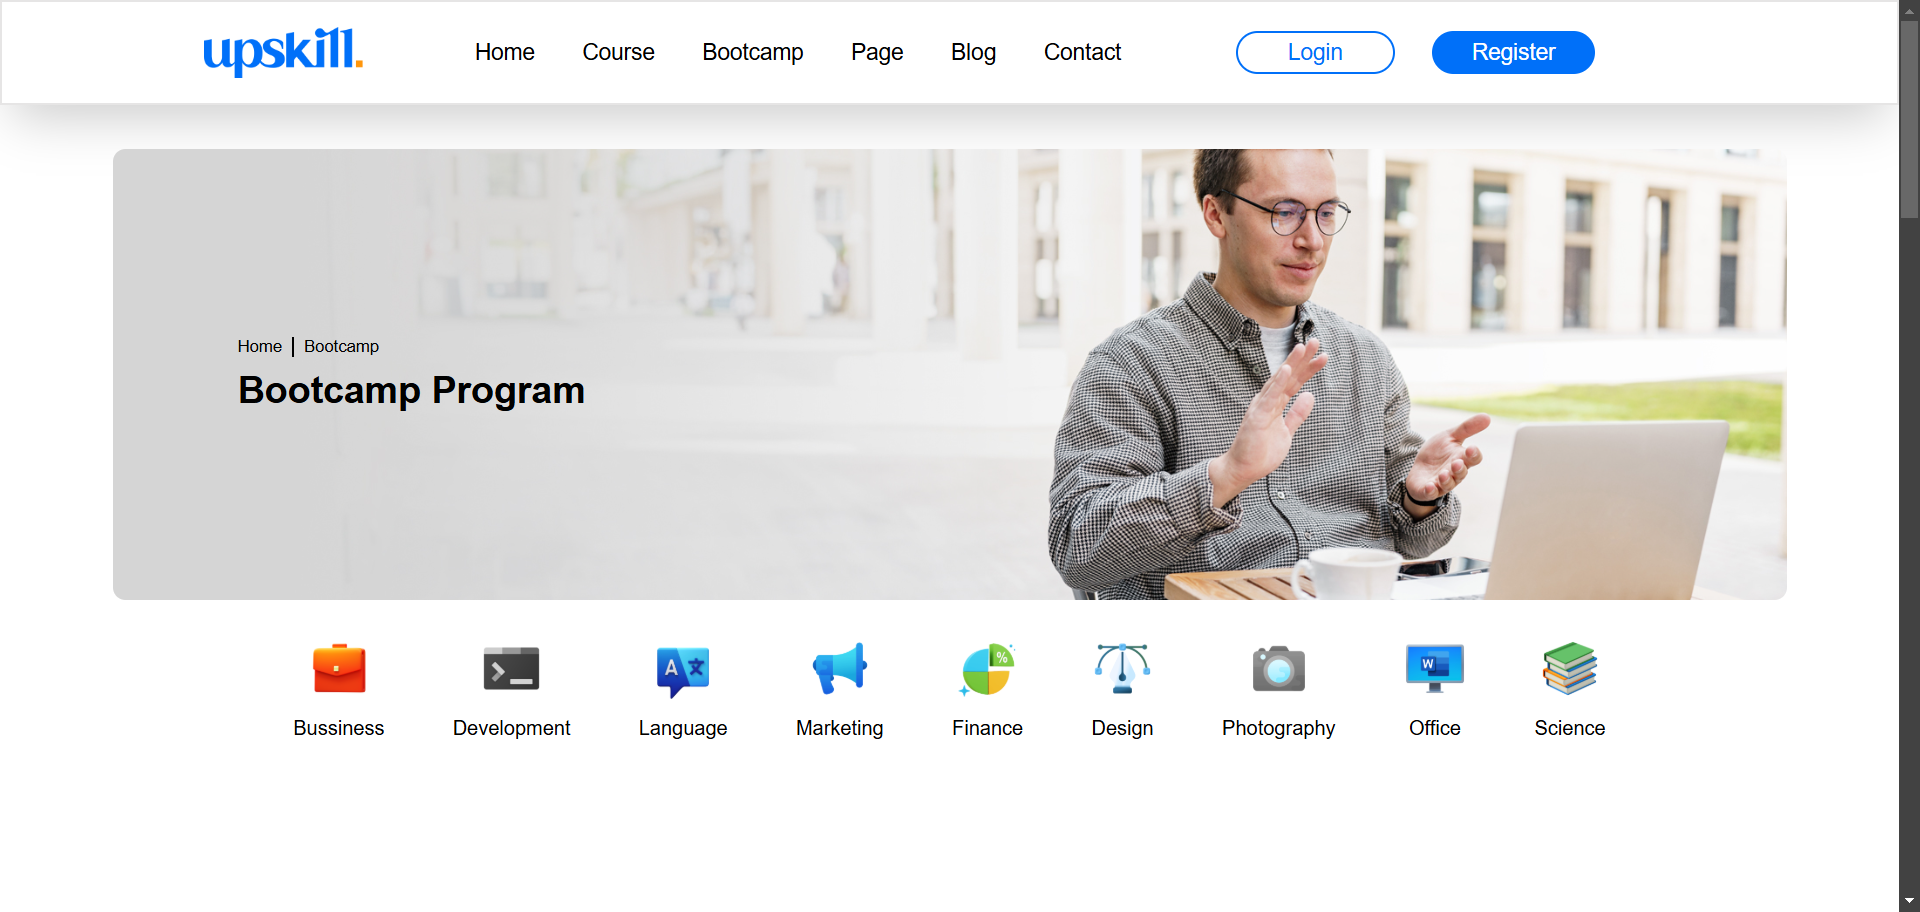 upskill.
Home Course Bootcamp Page Blog Contact Login Register
Home | Bootcamp
Bootcamp Program
Bussiness Development Language Marketing Finance Design Photography Office Science